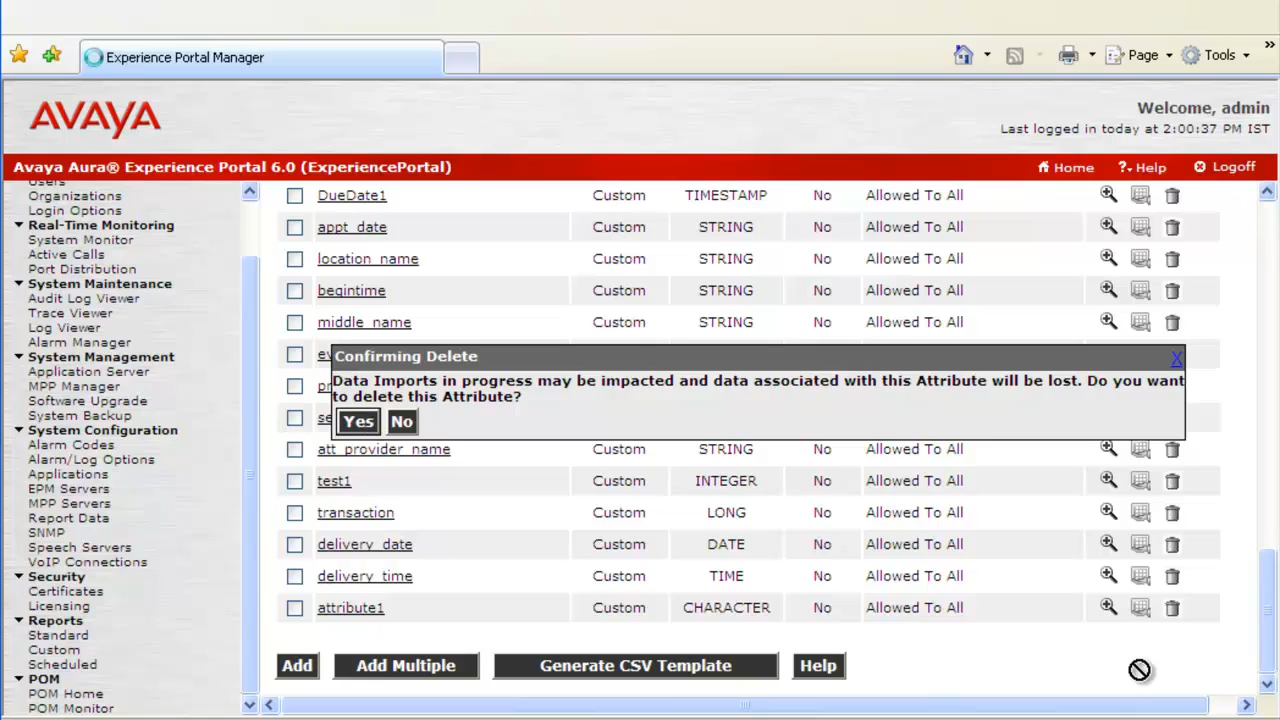 Experience Portal Manager
Page
Tools
AVAYA
Welcome, admin
Last logged in today at 2:00:37 PM IST
Avaya Aura® Experience Portal 6.0 (ExperiencePortal)
Home
Help
Logoff
Users
Organizations
Login Options
Real-Time Monitoring
System Monitor
Active Calls
Port Distribution
System Maintenance
Audit Log Viewer
Trace Viewer
Log Viewer
Alarm Manager
System Management
Application Server
MPP Manager
Software Upgrade
System Backup
System Configuration
Alarm Codes
Alarm/Log Options
Applications
EPM Servers
MPP Servers
Report Data
SNMP
Speech Servers
VoIP Connections
Security
Certificates
Licensing
Reports
Standard
Custom
Scheduled
POM
POM Home
POM Monitor
DueDate1 Custom TIMESTAMP No Allowed To All
appt_date Custom STRING No Allowed To All
location_name Custom STRING No Allowed To All
begintime Custom STRING No Allowed To All
middle_name Custom STRING No Allowed To All
Confirming Delete X
Data Imports in progress may be impacted and data associated with this Attribute will be lost. Do you want
to delete this Attribute?
Yes No
att_provider_name STRING No Allowed To All
test1 Custom INTEGER No Allowed To All
transaction Custom LONG No Allowed To All
delivery_date Custom DATE No Allowed To All
delivery_time Custom TIME No Allowed To All
attribute1 Custom CHARACTER No Allowed To All
Add
Add Multiple
Generate CSV Template
Help